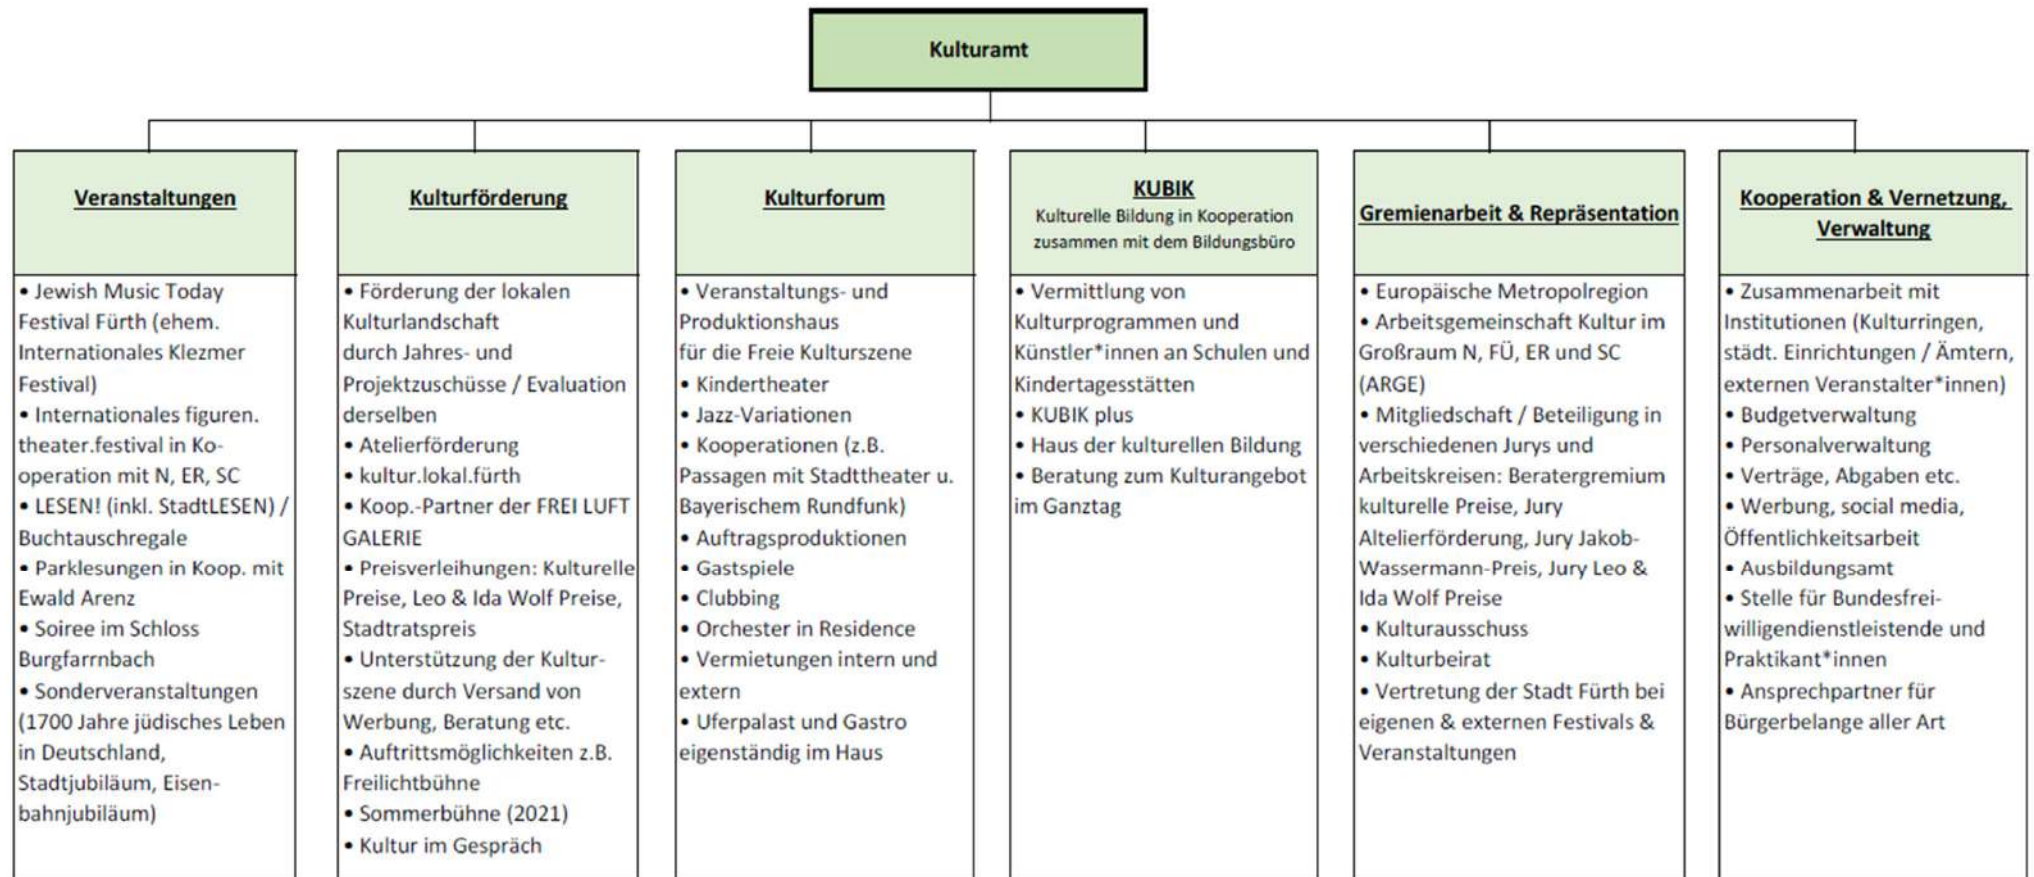 Kulturamt
Veranstaltungen
• Jewish Music Today
Festival Fürth (ehem.
Internationales Klezmer
Festival)
• Internationales figuren.
theater.festival in Ko-
operation mit N, ER, SC
• LESEN! (inkl. StadtLESEN) /
Buchtauschregale
• Parklesungen in Koop. mit
Ewald Arenz
• Soiree im Schloss
Burgfarrnbach
• Sonderveranstaltungen
(1700 Jahre jüdisches Leben
in Deutschland,
Stadtjubiläum, Eisen-
bahnjubiläum)
Kulturförderung
• Förderung der lokalen
Kulturlandschaft
durch Jahres- und
Projektzuschüsse / Evaluation
derselben
• Atelierförderung
• kultur.lokal.fürth
• Koop.-Partner der FREI LUFT
GALERIE
• Preisverleihungen: Kulturelle
Preise, Leo & Ida Wolf Preise,
Stadtratspreis
• Unterstützung der Kultur-
szene durch Versand von
Werbung, Beratung etc.
• Auftrittsmöglichkeiten z.B.
Freilichtbühne
• Sommerbühne (2021)
• Kultur im Gespräch
Kulturforum
• Veranstaltungs- und
Produktionshaus
für die Freie Kulturszene
• Kindertheater
• Jazz-Variationen
• Kooperationen (z.B.
Passagen mit Stadttheater u.
Bayerischem Rundfunk)
• Auftragsproduktionen
• Gastspiele
• Clubbing
• Orchester in Residence
• Vermietungen intern und
extern
• Uferpalast und Gastro
eigenständig im Haus
KUBIK
Kulturelle Bildung in Kooperation
zusammen mit dem Bildungsbüro
• Vermittlung von
Kulturprogrammen und
Künstler*innen an Schulen und
Kindertagesstätten
• KUBIK plus
• Haus der kulturellen Bildung
• Beratung zum Kulturangebot
im Ganztag
Gremienarbeit & Repräsentation
• Europäische Metropolregion
• Arbeitsgemeinschaft Kultur im
Großraum N, FÜ, ER und SC
(ARGE)
• Mitgliedschaft / Beteiligung in
verschiedenen Jurys und
Arbeitskreisen: Beratergremium
kulturelle Preise, Jury
Altelierförderung, Jury Jakob-
Wassermann-Preis, Jury Leo &
Ida Wolf Preise
• Kulturausschuss
• Kulturbeirat
• Vertretung der Stadt Fürth bei
eigenen & externen Festivals &
Veranstaltungen
Kooperation & Vernetzung,
Verwaltung
• Zusammenarbeit mit
Institutionen (Kulturringen,
städt. Einrichtungen / Ämtern,
externen Veranstalter*innen)
• Budgetverwaltung
• Personalverwaltung
• Verträge, Abgaben etc.
• Werbung, social media,
Öffentlichkeitsarbeit
• Ausbildungsamt
• Stelle für Bundesfrei-
willigendienstleistende und
Praktikant*innen
• Ansprechpartner für
Bürgerbelange aller Art